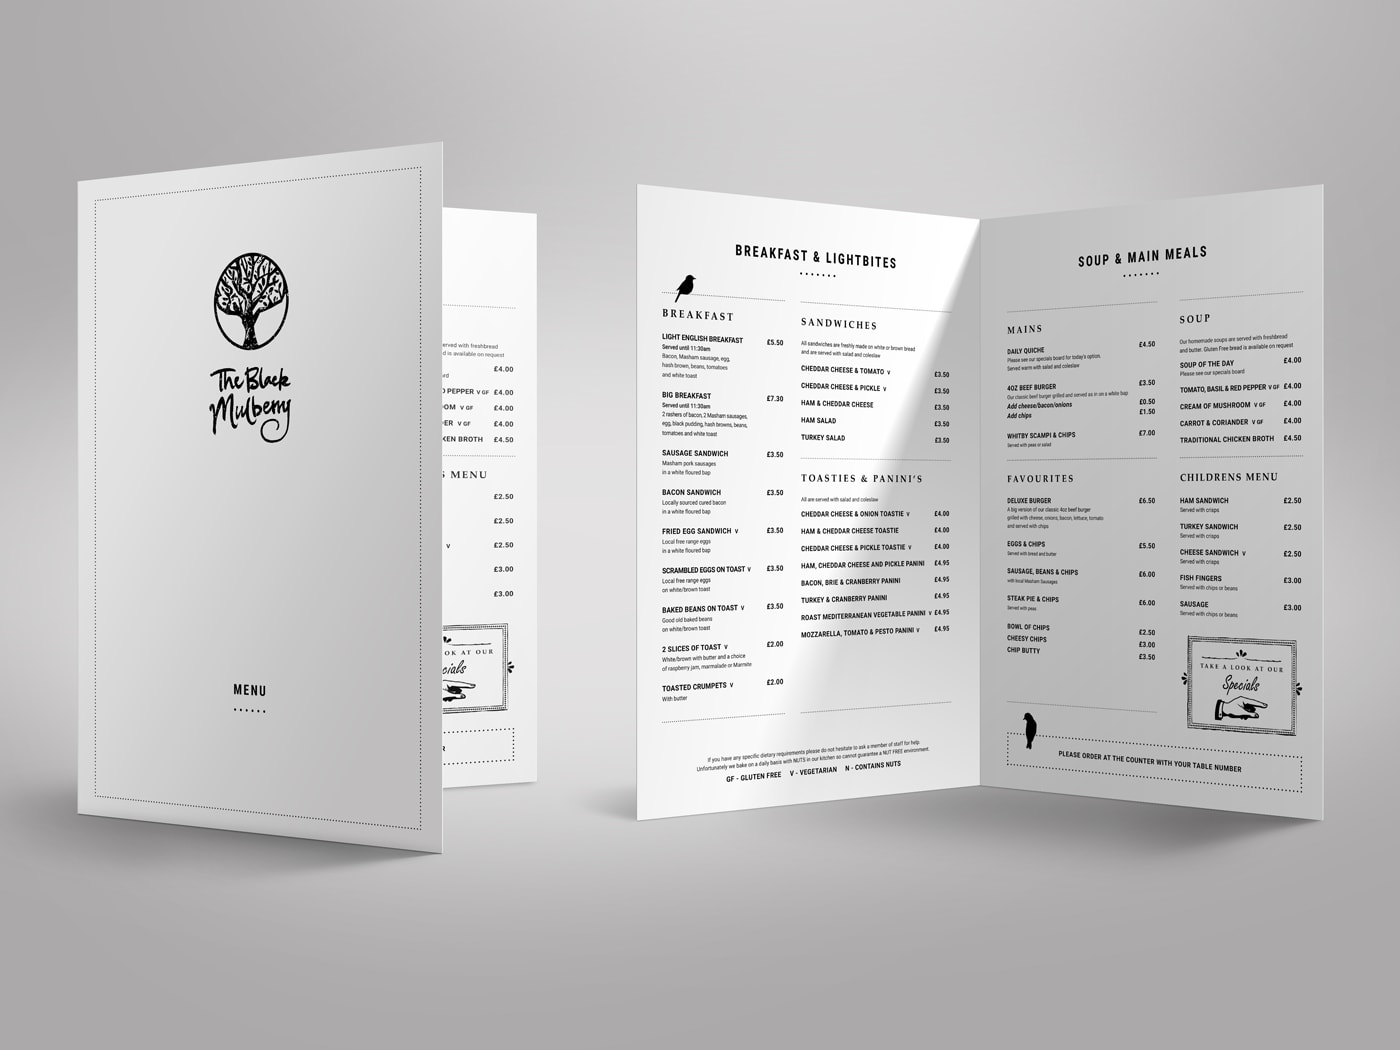 The Black
Mulberry
MENU
erved with freshbread
d is available on request
£4.00
ard
D PEPPER V GF £4.00
OM V GF £4.00
ER V GF £4.00
KEN BROTH £4.50
S MENU
£2.50
£2.50
V £2.50
£3.00
£3.00
OK AT OUR
cials
R
BREAKFAST & LIGHTBITES
BREAKFAST
LIGHT ENGLISH BREAKFAST £5.50
Served until 11:30am
Bacon, Masham sausage, egg,
hash brown, beans, tomatoes
and white toast
BIG BREAKFAST £7.30
Served until 11:30am
2 rashers of bacon, 2 Masham sausages,
egg, black pudding, hash browns, beans,
tomatoes and white toast
SAUSAGE SANDWICH £3.50
Masham pork sausages
in a white floured bap
BACON SANDWICH £3.50
Locally sourced cured bacon
in a white floured bap
FRIED EGG SANDWICH V £3.50
Local free range eggs
in a white floured bap
SCRAMBLED EGGS ON TOAST V £3.50
Local free range eggs
on white/brown toast
BAKED BEANS ON TOAST V £3.50
Good old baked beans
on white/brown toast
2 SLICES OF TOAST V £2.00
White/brown with butter and a choice
of raspberry jam, marmalade or Marmite
TOASTED CRUMPETS V £2.00
With butter
SANDWICHES
All sandwiches are freshly made on white or brown bread
and are served with salad and coleslaw
CHEDDAR CHEESE & TOMATO V £3.50
CHEDDAR CHEESE & PICKLE V £3.50
HAM & CHEDDAR CHEESE £3.50
HAM SALAD £3.50
TURKEY SALAD £3.50
TOASTIES & PANINI'S
All are served with salad and coleslaw
CHEDDAR CHEESE & ONION TOASTIE V £4.00
HAM & CHEDDAR CHEESE TOASTIE £4.00
CHEDDAR CHEESE & PICKLE TOASTIE V £4.00
HAM, CHEDDAR CHEESE AND PICKLE PANINI £4.95
BACON, BRIE & CRANBERRY PANINI £4.95
TURKEY & CRANBERRY PANINI £4.95
ROAST MEDITERRANEAN VEGETABLE PANINI V £4.95
MOZZARELLA, TOMATO & PESTO PANINI V £4.95
If you have any specific dietary requirements please do not hesitate to ask a member of staff for help
Unfortunately we bake on a daily basis with NUTS in our kitchen so cannot guarantee a NUT FREE environment.
GF - GLUTEN FREE V - VEGETARIAN N - CONTAINS NUTS
SOUP & MAIN MEALS
MAINS
DAILY QUICHE £4.50
Please see our specials board for today's option.
Served warm with salad and coleslaw
4OZ BEEF BURGER £3.50
Our classic beef burger grilled and served as in on a white bap
Add cheese/bacon/onions £0.50
Add chips £1.50
WHITBY SCAMPI & CHIPS £7.00
Served with peas or salad
FAVOURITES
DELUXE BURGER £6.50
A big version of our classic 4oz beef burger
grilled with cheese, onions, bacon, lettuce, tomato
and served with chips
EGGS & CHIPS £5.50
Served with bread and butter
SAUSAGE, BEANS & CHIPS £6.00
with local Masham Sausages
STEAK PIE & CHIPS £6.00
Served with peas
BOWL OF CHIPS £2.50
CHEESY CHIPS £3.00
CHIP BUTTY £3.50
SOUP
Our homemade soups are served with freshbread
and butter. Gluten Free bread is available on request
SOUP OF THE DAY £4.00
Please see our specials board
TOMATO, BASIL & RED PEPPER V GF £4.00
CREAM OF MUSHROOM V GF £4.00
CARROT & CORIANDER V GF £4.00
TRADITIONAL CHICKEN BROTH £4.50
CHILDRENS MENU
HAM SANDWICH £2.50
Served with crisps
TURKEY SANDWICH £2.50
Served with crisps
CHEESE SANDWICH V £2.50
Served with crisps
FISH FINGERS £3.00
Served with chips or beans
SAUSAGE £3.00
Served with chips or beans
TAKE A LOOK AT OUR
Specials
PLEASE ORDER AT THE COUNTER WITH YOUR TABLE NUMBER